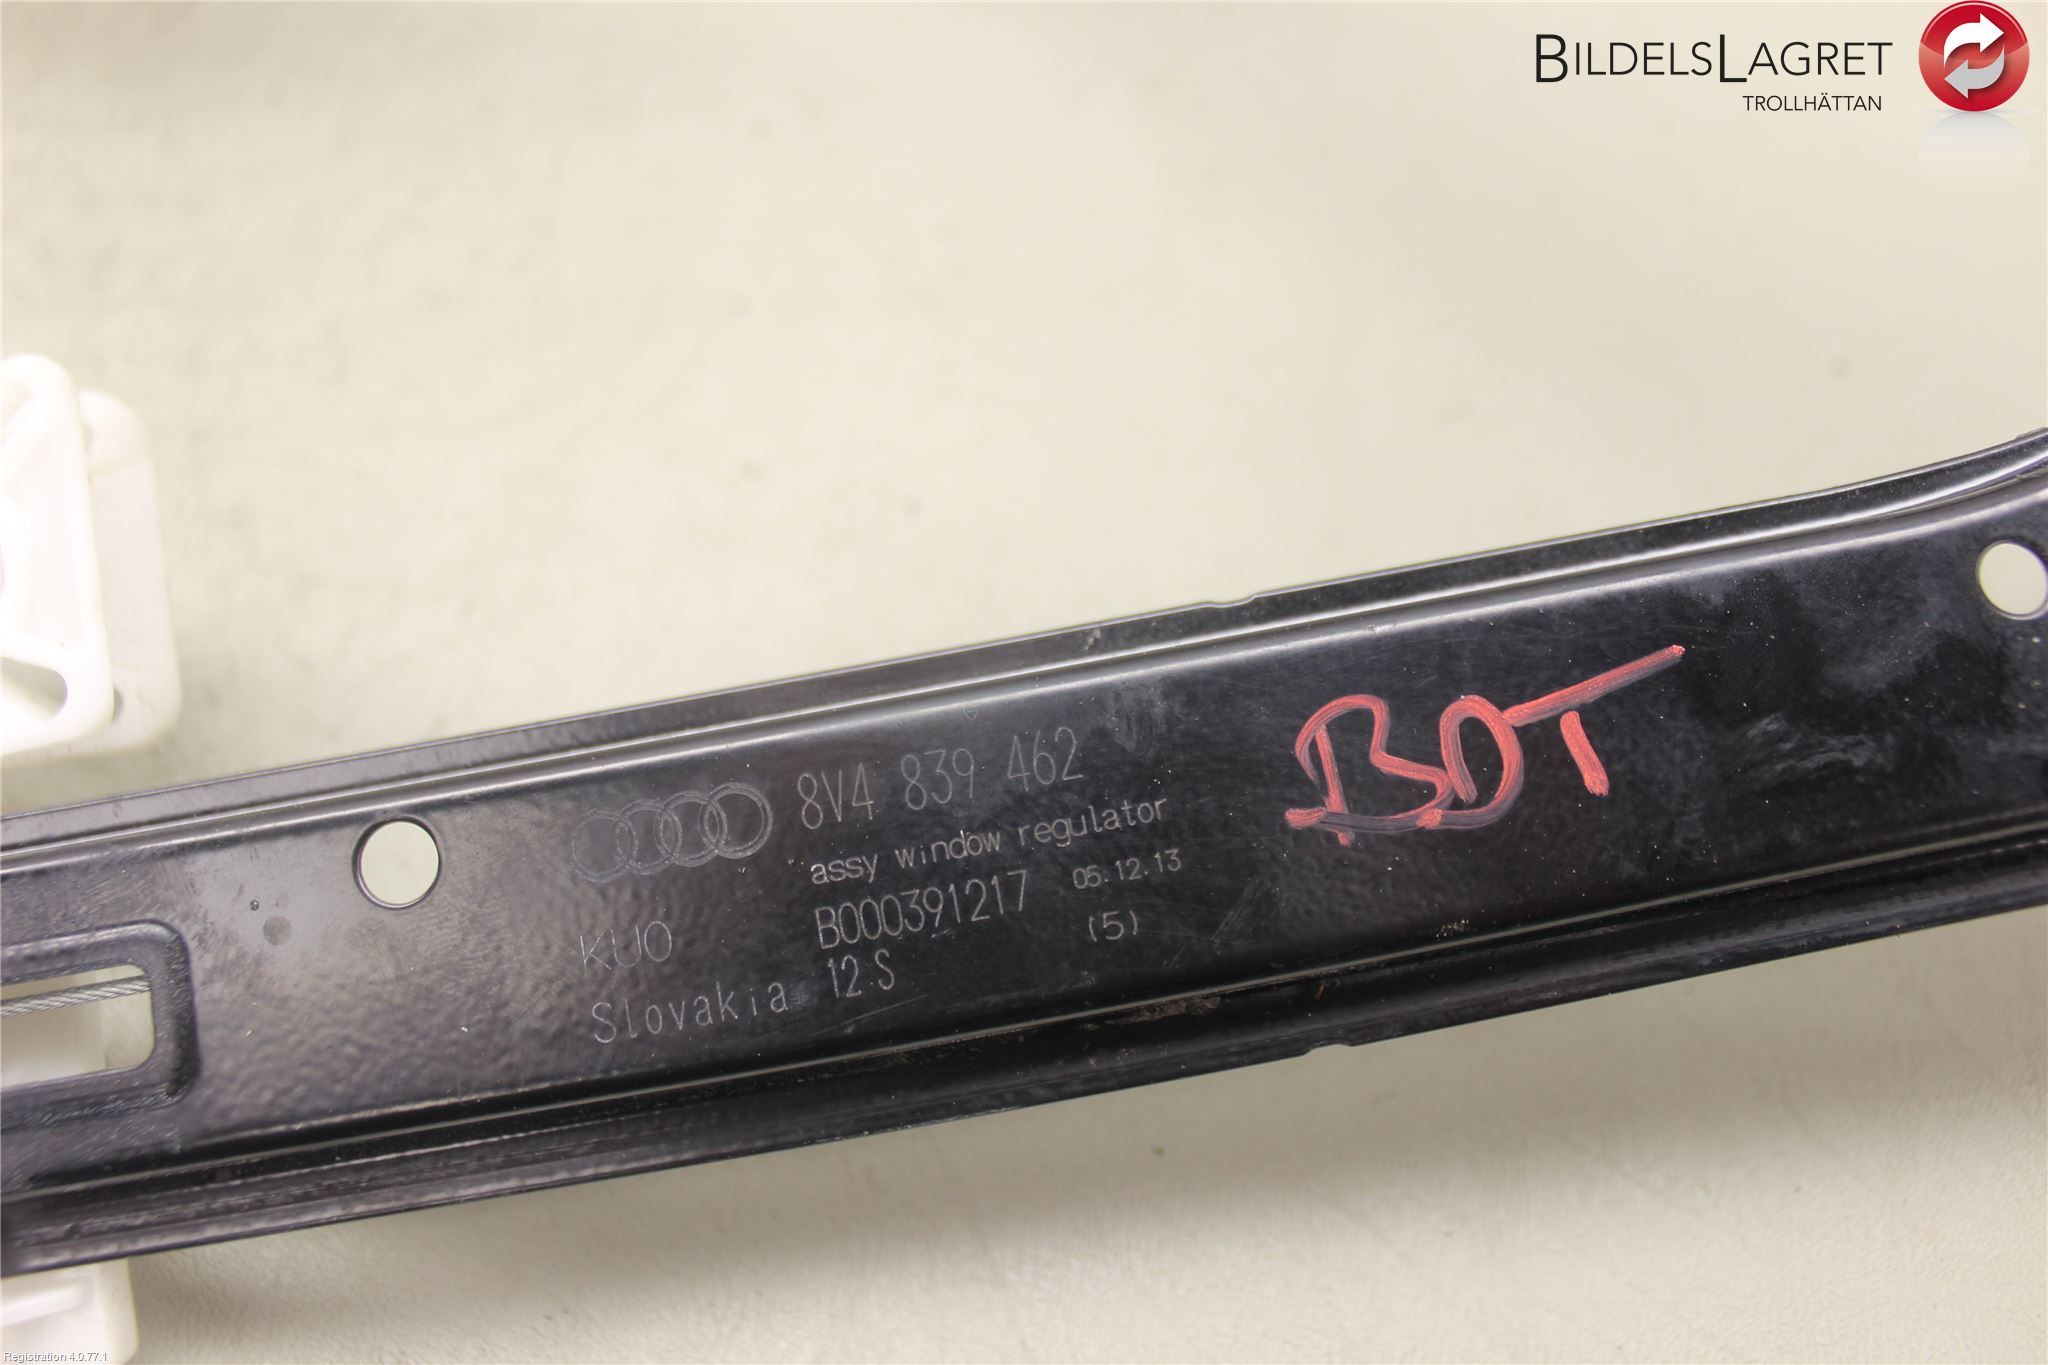 BILDELSLAGRET
TROLLHÄTTAN
8V4 839 462
assy window regulator
B000391217 05.12.13
KUO
12.S (5)
Slovakia
Registration 4.0.77.1